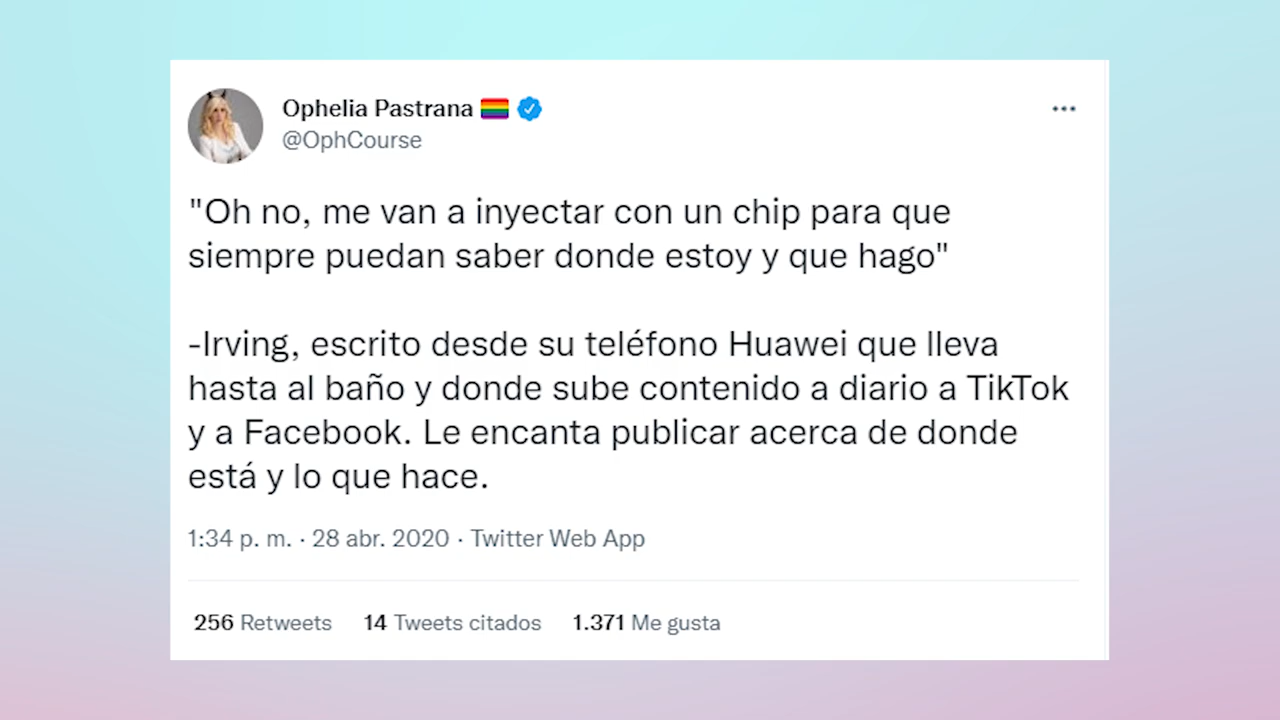 Ophelia Pastrana 🏳️‍🌈
@OphCourse
"Oh no, me van a inyectar con un chip para que
siempre puedan saber donde estoy y que hago"
-Irving, escrito desde su teléfono Huawei que lleva
hasta al baño y donde sube contenido a diario a TikTok
y a Facebook. Le encanta publicar acerca de donde
está y lo que hace.
1:34 p. m. · 28 abr. 2020 · Twitter Web App
256 Retweets 14 Tweets citados 1.371 Me gusta